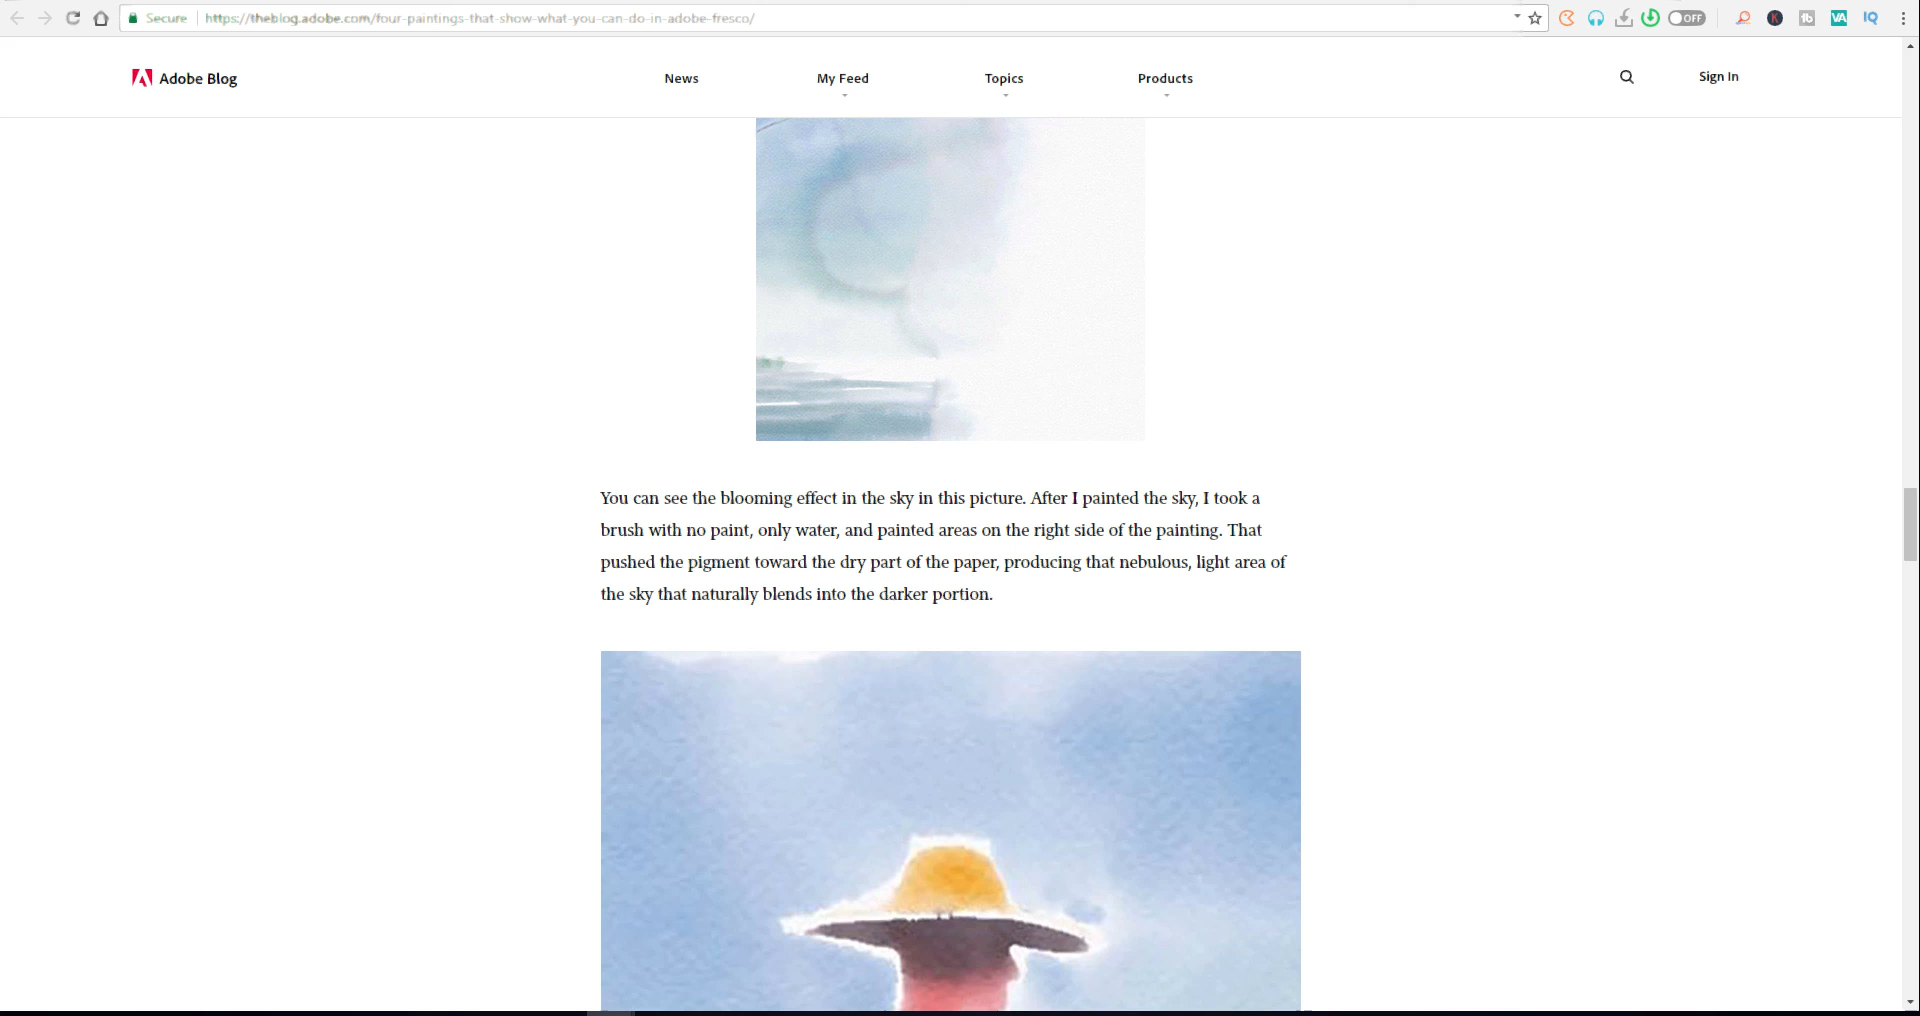 Secure https://theblog.adobe.com/four-paintings-that-show-what-you-can-do-in-adobe-fresco/
OFF K tb VA IQ
Adobe Blog News My Feed Topics Products Sign In
You can see the blooming effect in the sky in this picture. After I painted the sky, I took a
brush with no paint, only water, and painted areas on the right side of the painting. That
pushed the pigment toward the dry part of the paper, producing that nebulous, light area of
the sky that naturally blends into the darker portion.